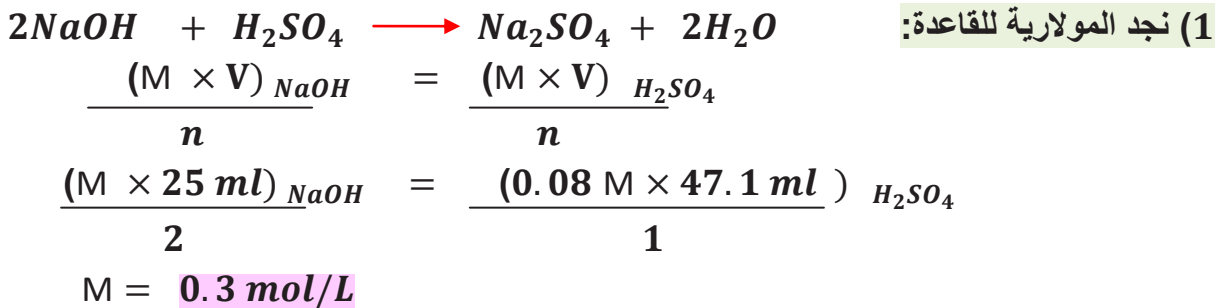 1) نجد المولارية للقاعدة:
2NaOH + H₂SO₄ ⟶ Na₂SO₄ + 2H₂O
(M × V) NaOH = (M × V) H₂SO₄
n n
(M × 25 ml) NaOH = (0.08 M × 47.1 ml ) H₂SO₄
2 1
M = 0.3 mol/L